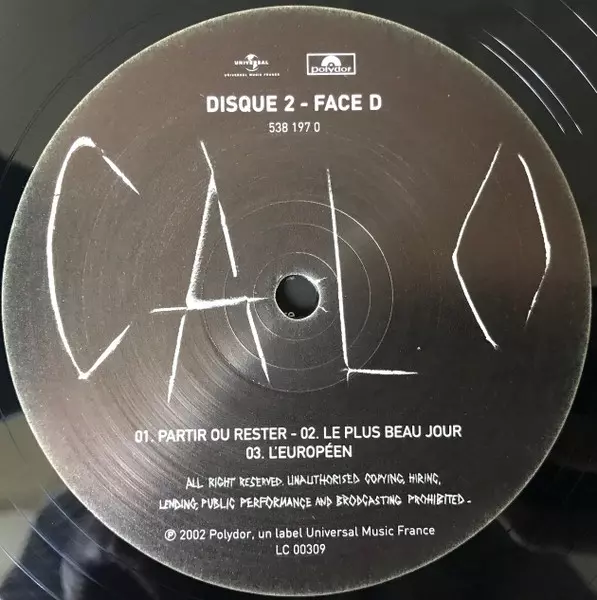 UNIVERSAL
UNIVERSAL MUSIC FRANCE
Polydor
DISQUE 2 - FACE D
538 197 0
CALO
01. PARTIR OU RESTER - 02. LE PLUS BEAU JOUR
03. L'EUROPÉEN
ALL RIGHT RESERVED. UNAUTHORISED COPYING, HIRING,
LENDING, PUBLIC PERFORMANCE AND BRODCASTING PROHIBITED -
℗ 2002 Polydor, un label Universal Music France
LC 00309